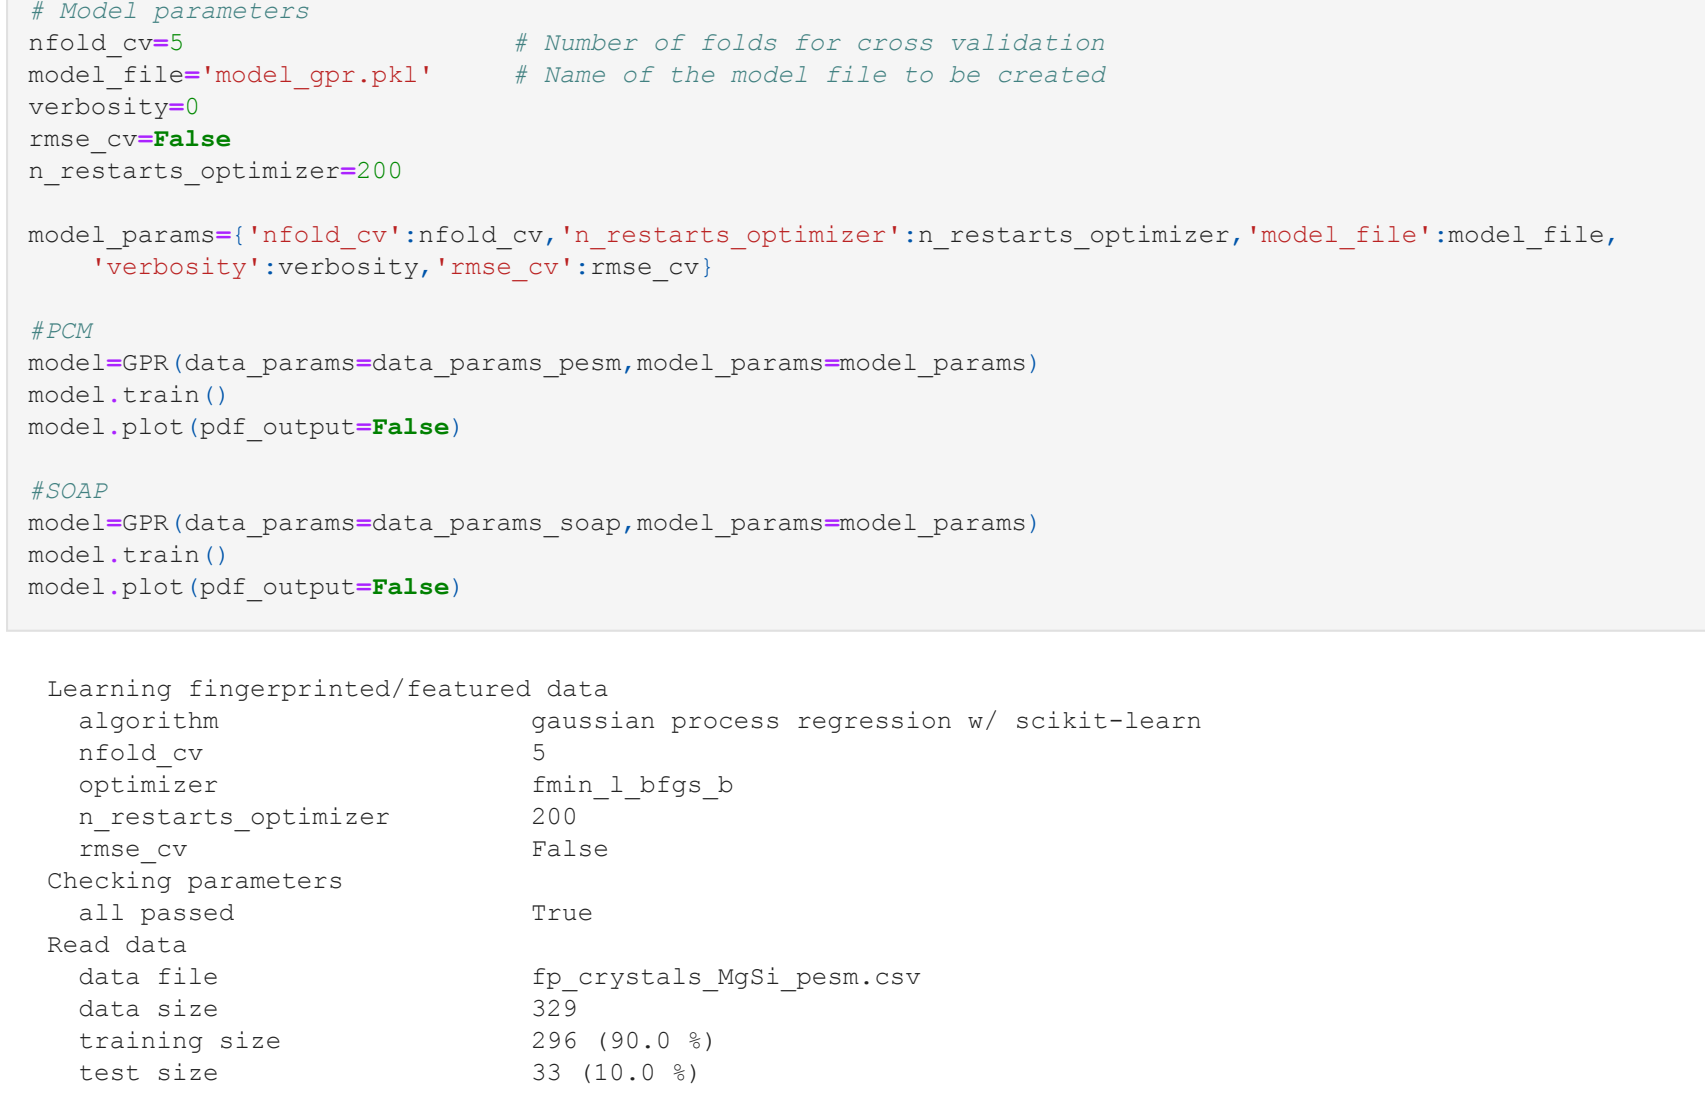 # Model parameters
nfold_cv=5                     # Number of folds for cross validation
model_file='model_gpr.pkl'     # Name of the model file to be created
verbosity=0
rmse_cv=False
n_restarts_optimizer=200

model_params={'nfold_cv':nfold_cv,'n_restarts_optimizer':n_restarts_optimizer,'model_file':model_file,
    'verbosity':verbosity,'rmse_cv':rmse_cv}

#PCM
model=GPR(data_params=data_params_pesm,model_params=model_params)
model.train()
model.plot(pdf_output=False)

#SOAP
model=GPR(data_params=data_params_soap,model_params=model_params)
model.train()
model.plot(pdf_output=False)

Learning fingerprinted/featured data
  algorithm                    gaussian process regression w/ scikit-learn
  nfold_cv                     5
  optimizer                    fmin_l_bfgs_b
  n_restarts_optimizer         200
  rmse_cv                      False
Checking parameters
  all passed                   True
Read data
  data file                    fp_crystals_MgSi_pesm.csv
  data size                    329
  training size                296 (90.0 %)
  test size                    33 (10.0 %)